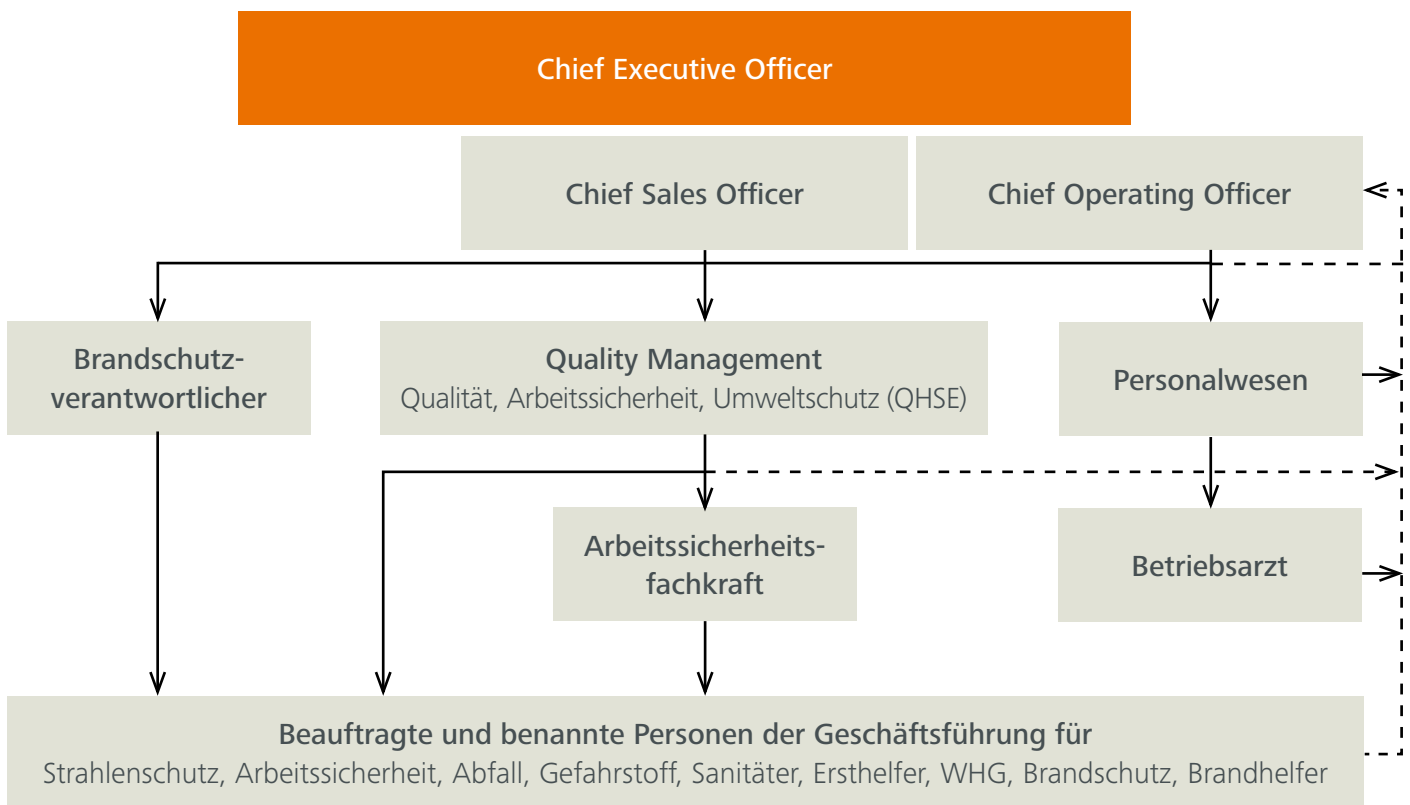 Chief Executive Officer
Chief Sales Officer
Chief Operating Officer
Brandschutz-
verantwortlicher
Quality Management
Qualität, Arbeitssicherheit, Umweltschutz (QHSE)
Personalwesen
Arbeitssicherheits-
fachkraft
Betriebsarzt
Beauftragte und benannte Personen der Geschäftsführung für
Strahlenschutz, Arbeitssicherheit, Abfall, Gefahrstoff, Sanitäter, Ersthelfer, WHG, Brandschutz, Brandhelfer